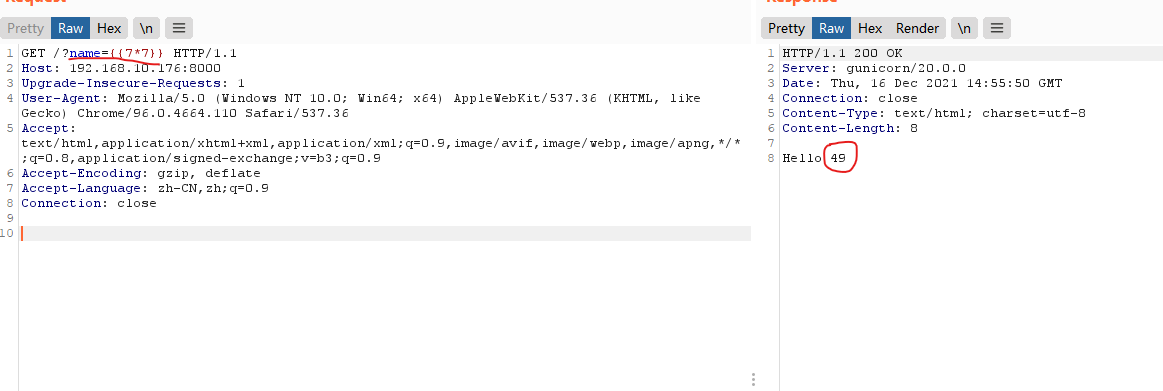 Request
Pretty Raw Hex \n
1 GET /?name={{7*7}} HTTP/1.1
2 Host: 192.168.10.176:8000
3 Upgrade-Insecure-Requests: 1
4 User-Agent: Mozilla/5.0 (Windows NT 10.0; Win64; x64) AppleWebKit/537.36 (KHTML, like
Gecko) Chrome/96.0.4664.110 Safari/537.36
5 Accept:
text/html,application/xhtml+xml,application/xml;q=0.9,image/avif,image/webp,image/apng,*/*
;q=0.8,application/signed-exchange;v=b3;q=0.9
6 Accept-Encoding: gzip, deflate
7 Accept-Language: zh-CN,zh;q=0.9
8 Connection: close
9
10
Response
Pretty Raw Hex Render \n
1 HTTP/1.1 200 OK
2 Server: gunicorn/20.0.0
3 Date: Thu, 16 Dec 2021 14:55:50 GMT
4 Connection: close
5 Content-Type: text/html; charset=utf-8
6 Content-Length: 8
7
8 Hello 49